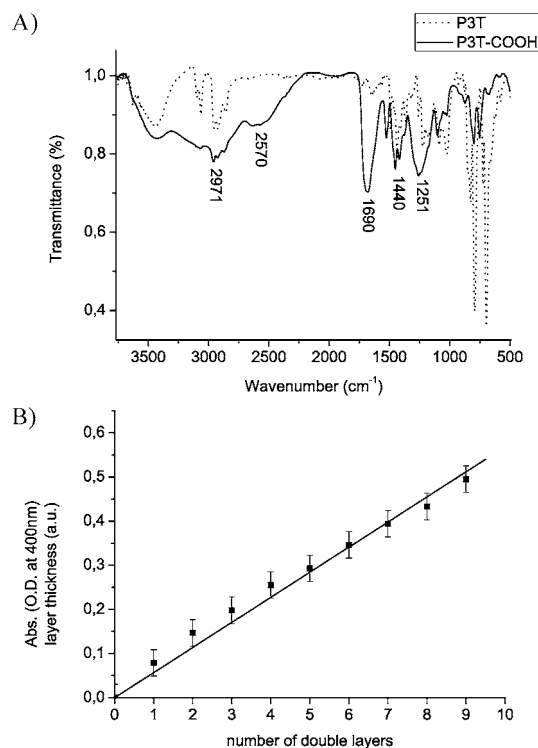 A)
P3T
P3T-COOH
1,0
0,8
0,6
0,4
Transmittance (%)
2971
2570
1690
1440
1251
3500 3000 2500 2000 1500 1000 500
Wavenumber (cm⁻¹)
B)
0,6
0,5
0,4
0,3
0,2
0,1
0,0
Abs. (O.D. at 400nm)
layer thickness (a.u.)
0 1 2 3 4 5 6 7 8 9 10
number of double layers